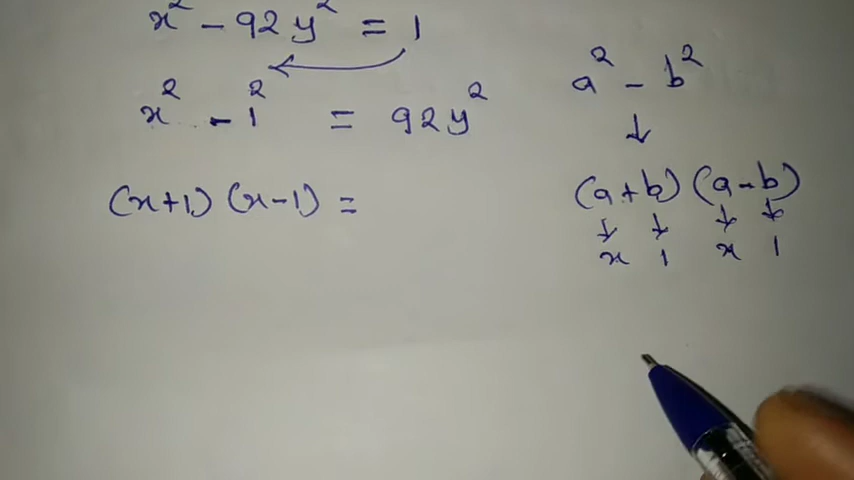 x² - 92y² = 1
x² - 1² = 92y²
(x+1) (x-1) =
a² - b²
↓
(a+b) (a-b)
↓ ↓ ↓ ↓
x 1 x 1